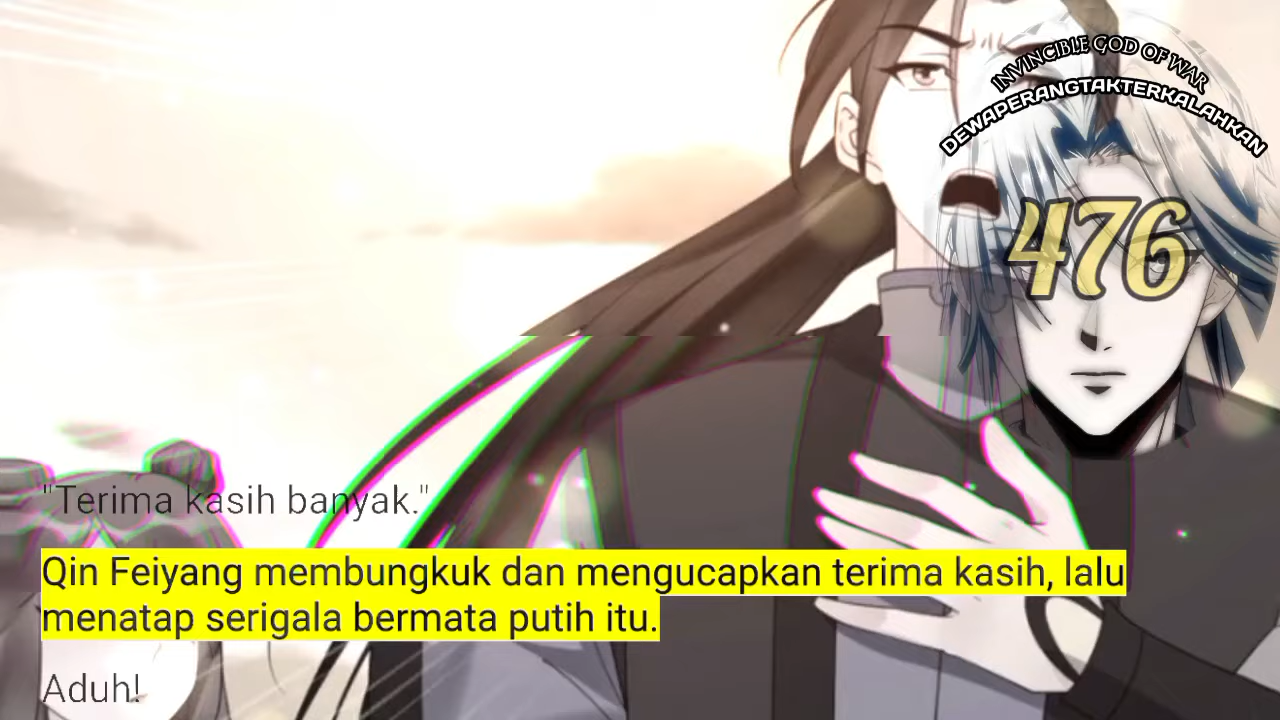 INVINCIBLE GOD OF WAR
DEWAPERANGTAKTERKALAHKAN
476
"Terima kasih banyak."
Qin Feiyang membungkuk dan mengucapkan terima kasih, lalu
menatap serigala bermata putih itu.
Aduh!